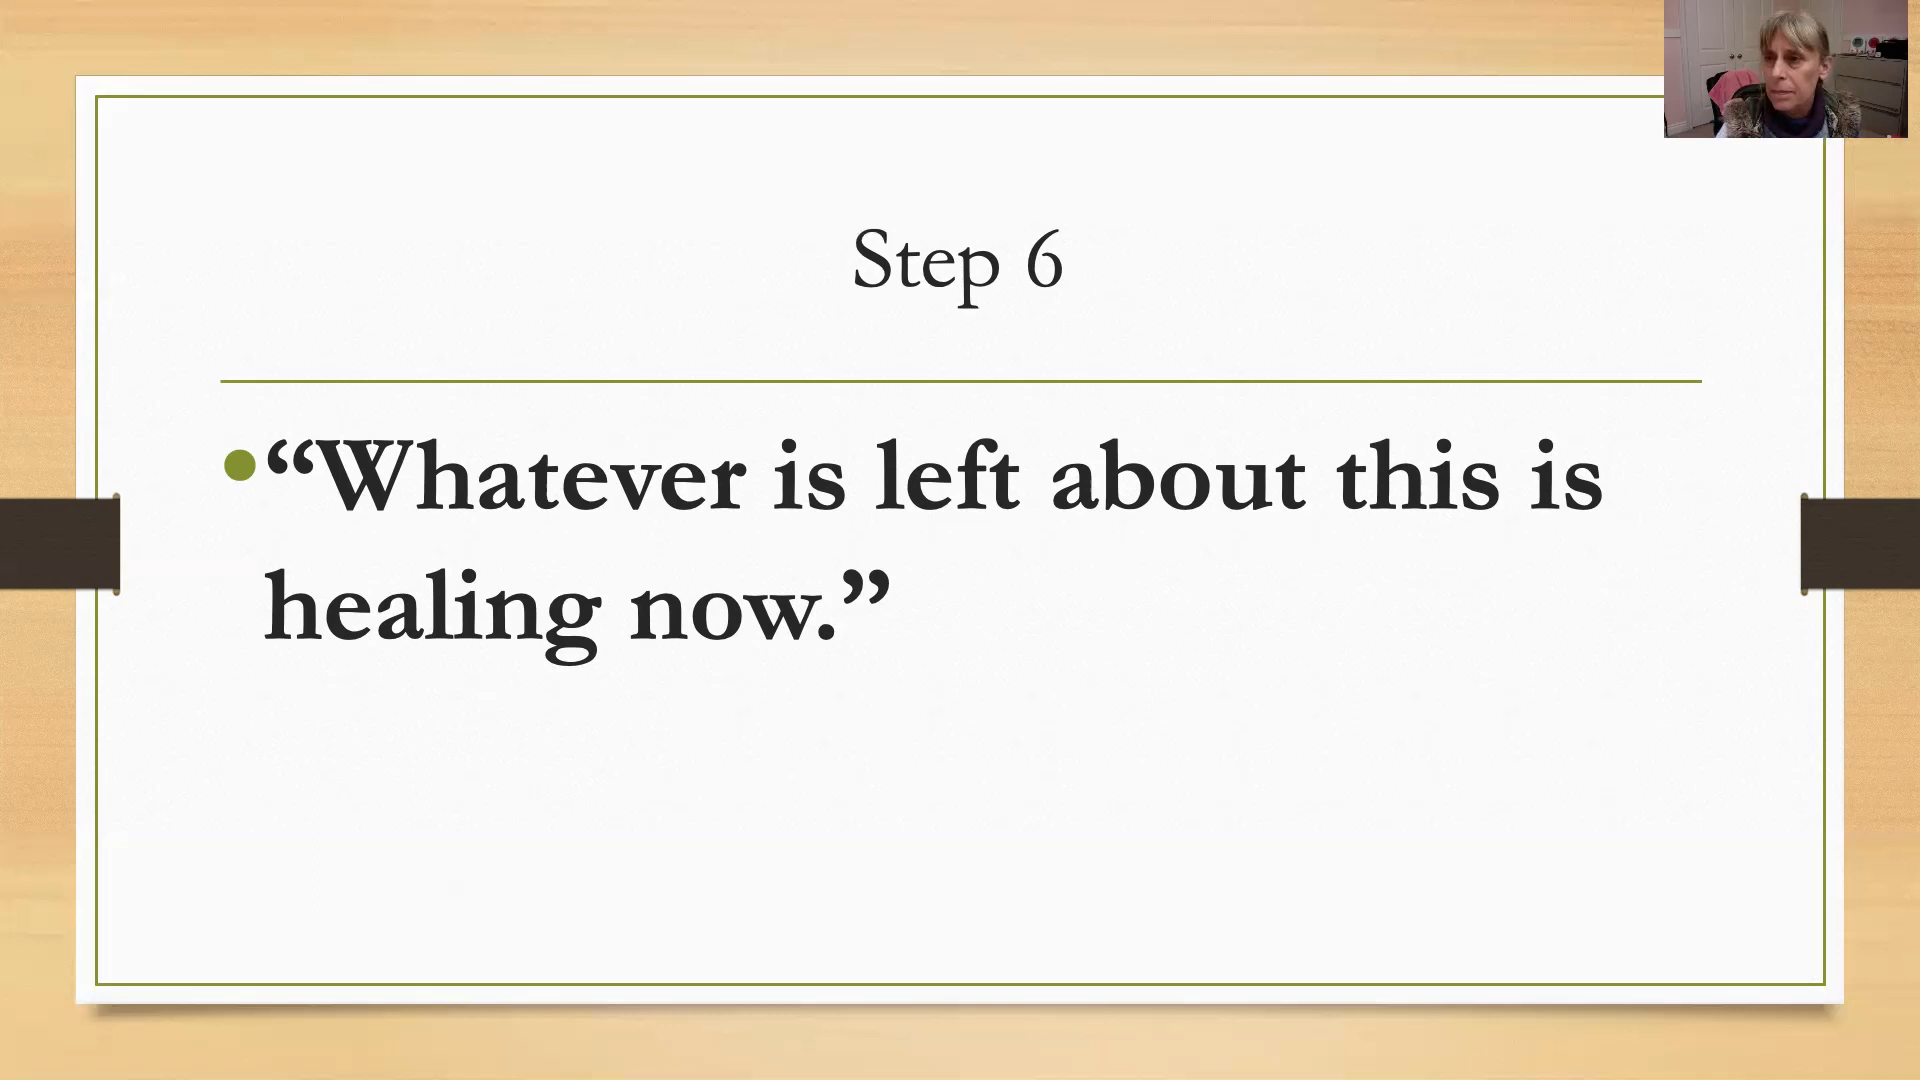 Step 6
•“Whatever is left about this is
healing now.”